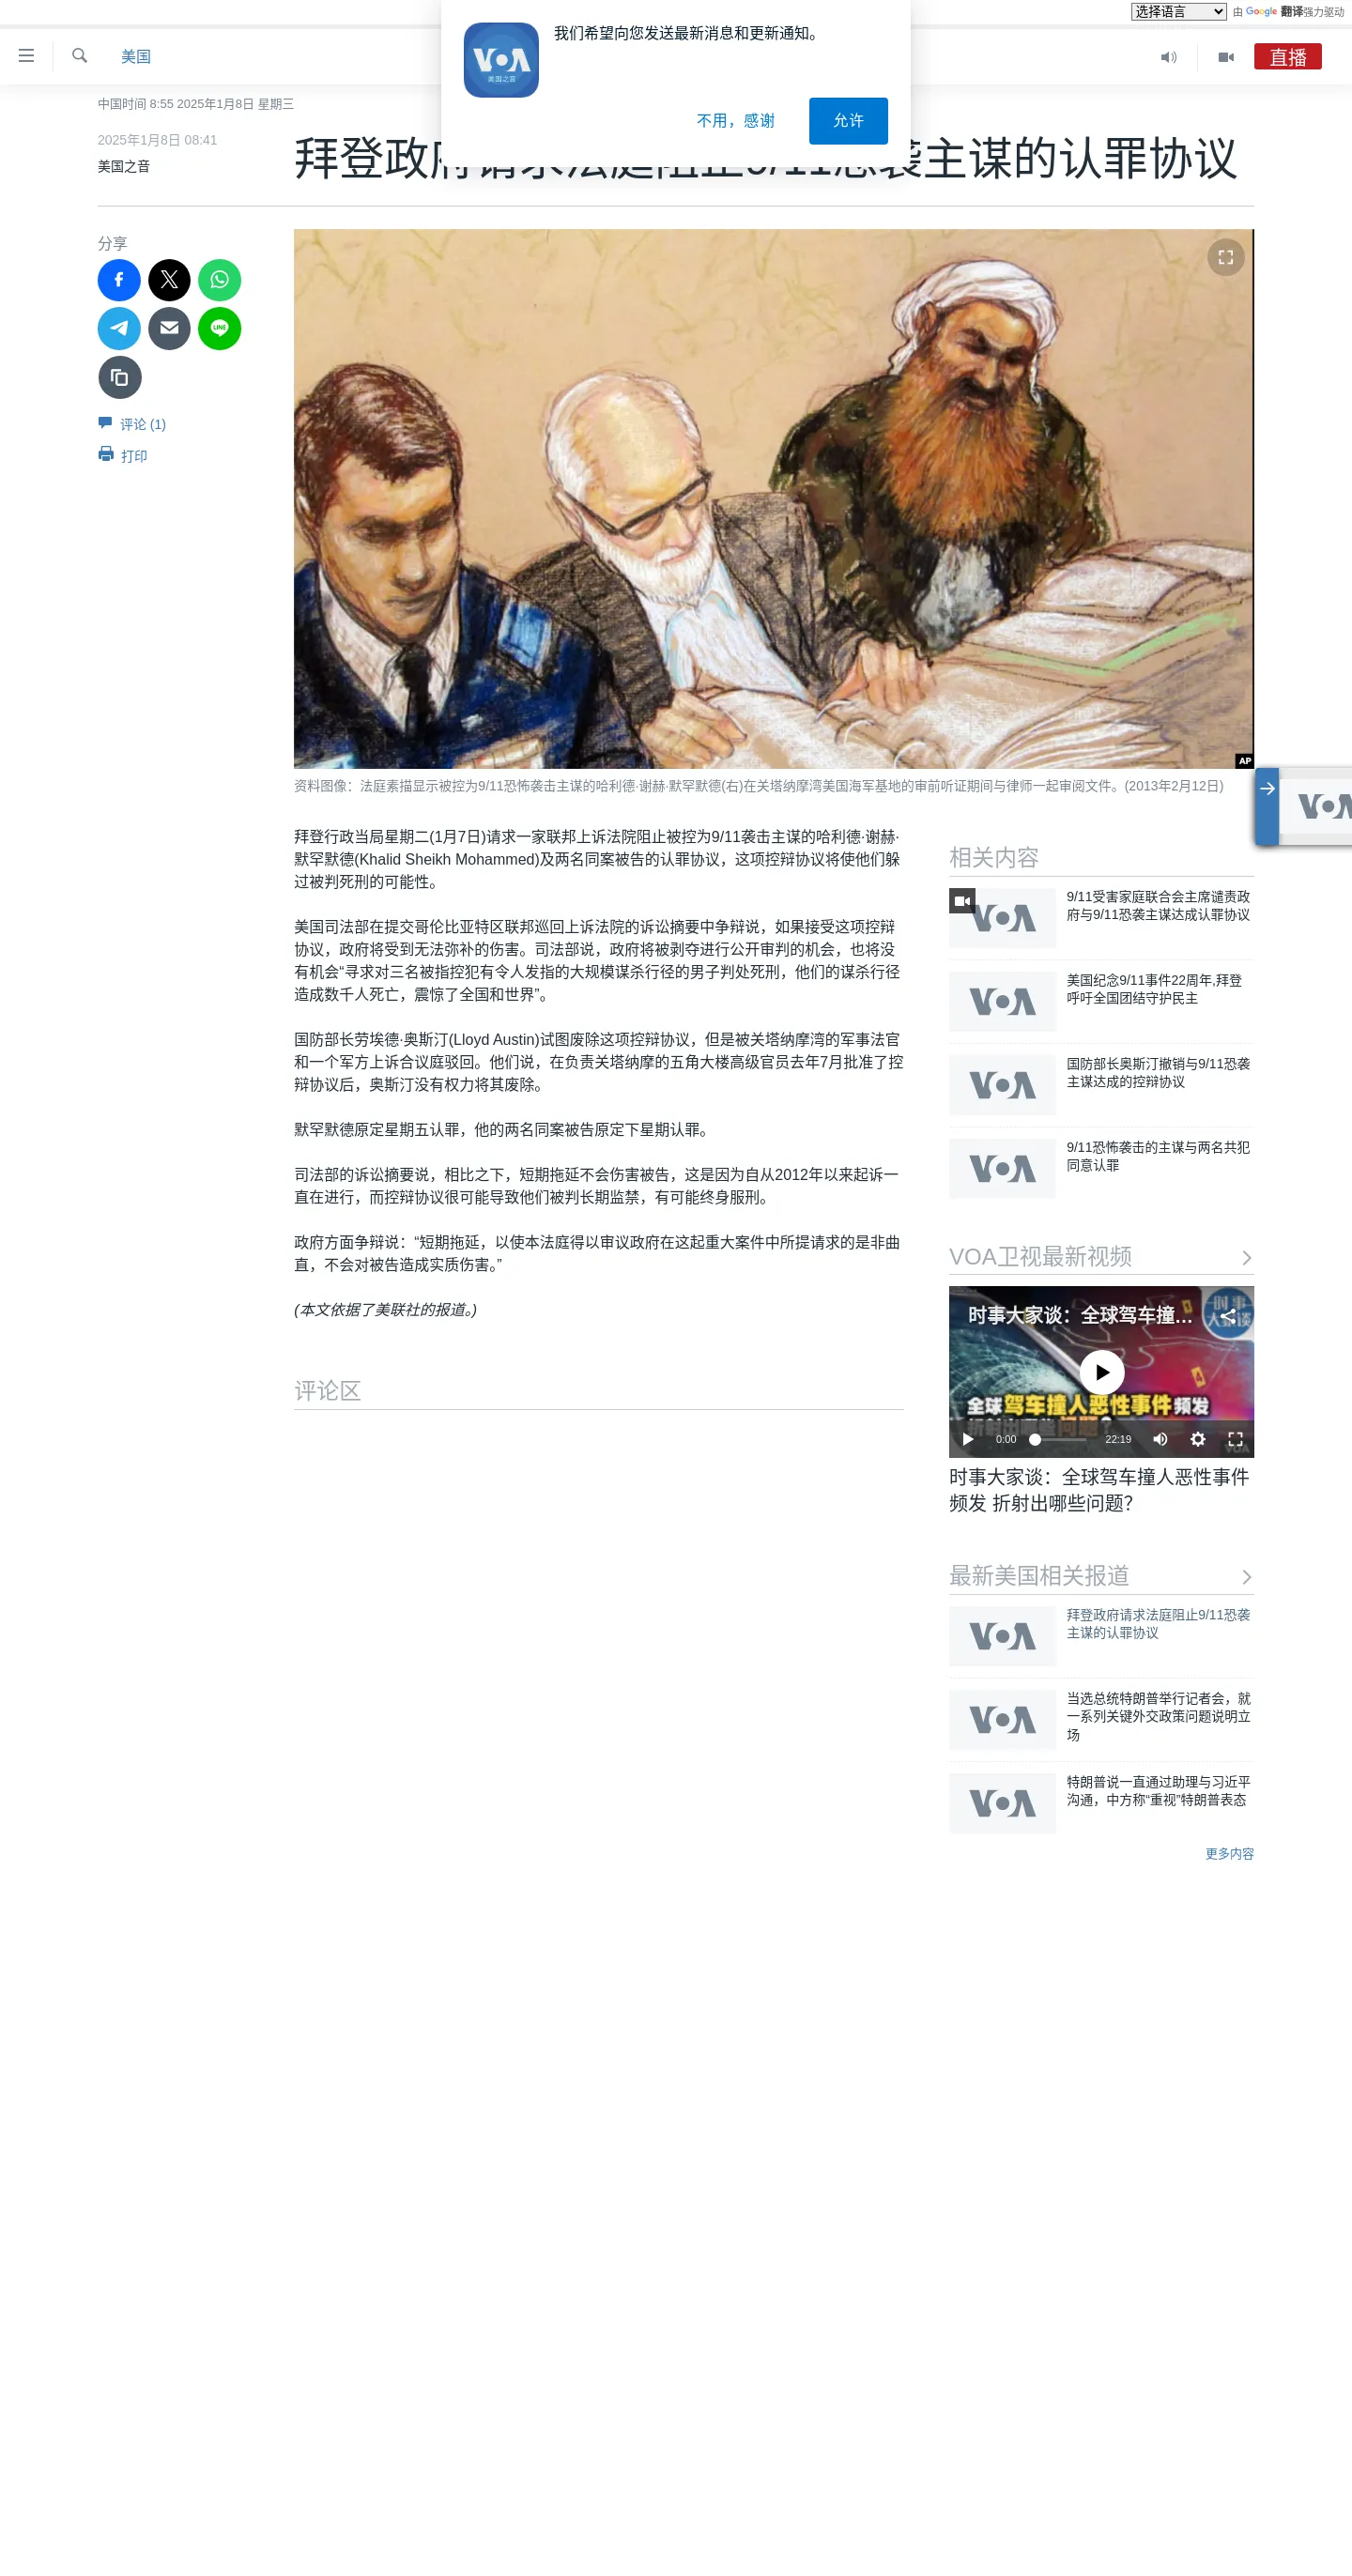 选择语言 由 Google 翻译强力驱动
我们希望向您发送最新消息和更新通知。
VOA
美国之音
不用，感谢
允许
美国
直播
中国时间 8:55 2025年1月8日 星期三
2025年1月8日 08:41
美国之音
拜登政府请求法庭阻止9/11恐袭主谋的认罪协议
分享
LINE
评论 (1)
打印
AP
资料图像：法庭素描显示被控为9/11恐怖袭击主谋的哈利德·谢赫·默罕默德(右)在关塔纳摩湾美国海军基地的审前听证期间与律师一起审阅文件。(2013年2月12日)
VOA
拜登行政当局星期二(1月7日)请求一家联邦上诉法院阻止被控为9/11袭击主谋的哈利德·谢赫·
默罕默德(Khalid Sheikh Mohammed)及两名同案被告的认罪协议，这项控辩协议将使他们躲
过被判死刑的可能性。
美国司法部在提交哥伦比亚特区联邦巡回上诉法院的诉讼摘要中争辩说，如果接受这项控辩
协议，政府将受到无法弥补的伤害。司法部说，政府将被剥夺进行公开审判的机会，也将没
有机会“寻求对三名被指控犯有令人发指的大规模谋杀行径的男子判处死刑，他们的谋杀行径
造成数千人死亡，震惊了全国和世界”。
国防部长劳埃德·奥斯汀(Lloyd Austin)试图废除这项控辩协议，但是被关塔纳摩湾的军事法官
和一个军方上诉合议庭驳回。他们说，在负责关塔纳摩的五角大楼高级官员去年7月批准了控
辩协议后，奥斯汀没有权力将其废除。
默罕默德原定星期五认罪，他的两名同案被告原定下星期认罪。
司法部的诉讼摘要说，相比之下，短期拖延不会伤害被告，这是因为自从2012年以来起诉一
直在进行，而控辩协议很可能导致他们被判长期监禁，有可能终身服刑。
政府方面争辩说：“短期拖延，以使本法庭得以审议政府在这起重大案件中所提请求的是非曲
直，不会对被告造成实质伤害。”
(本文依据了美联社的报道。)
评论区
相关内容
VOA
9/11受害家庭联合会主席谴责政
府与9/11恐袭主谋达成认罪协议
VOA
美国纪念9/11事件22周年,拜登
呼吁全国团结守护民主
VOA
国防部长奥斯汀撤销与9/11恐袭
主谋达成的控辩协议
VOA
9/11恐怖袭击的主谋与两名共犯
同意认罪
VOA卫视最新视频
时事大家谈：全球驾车撞...
时事
大家谈
全球驾车撞人恶性事件频发
折射出哪些问题？
0:00
22:19
VOA
时事大家谈：全球驾车撞人恶性事件
频发 折射出哪些问题？
最新美国相关报道
VOA
拜登政府请求法庭阻止9/11恐袭
主谋的认罪协议
VOA
当选总统特朗普举行记者会，就
一系列关键外交政策问题说明立
场
VOA
特朗普说一直通过助理与习近平
沟通，中方称“重视”特朗普表态
更多内容